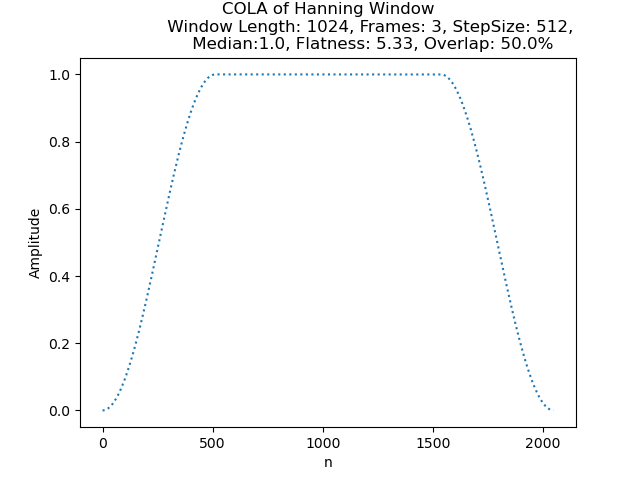 COLA of Hanning Window
Window Length: 1024, Frames: 3, StepSize: 512,
Median:1.0, Flatness: 5.33, Overlap: 50.0%
1.0
0.8
0.6
0.4
0.2
0.0
Amplitude
0 500 1000 1500 2000
n